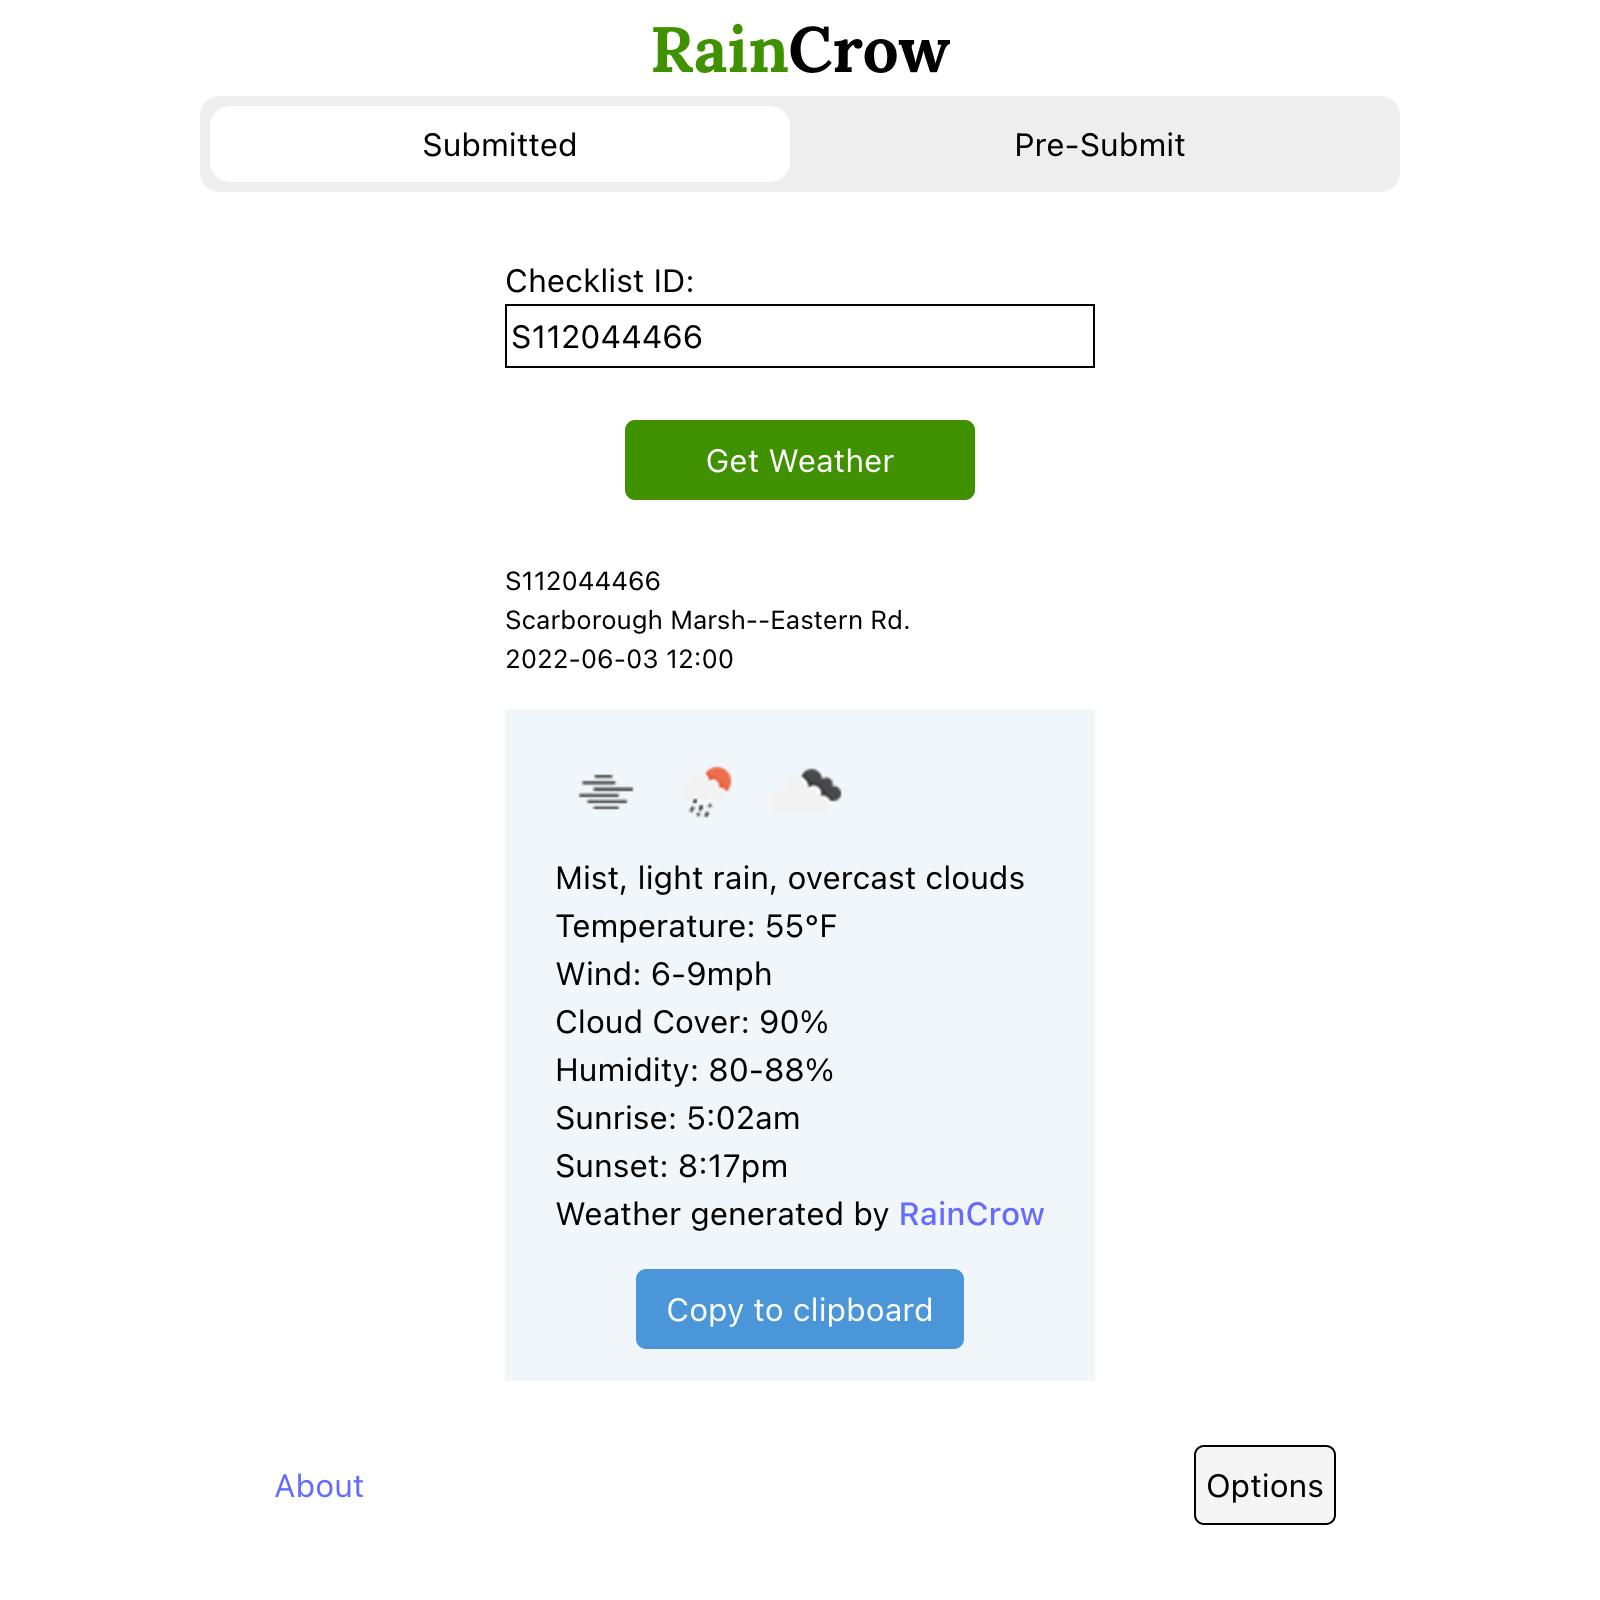 RainCrow
Submitted
Pre-Submit
Checklist ID:
S112044466
Get Weather
S112044466
Scarborough Marsh--Eastern Rd.
2022-06-03 12:00
Mist, light rain, overcast clouds
Temperature: 55°F
Wind: 6-9mph
Cloud Cover: 90%
Humidity: 80-88%
Sunrise: 5:02am
Sunset: 8:17pm
Weather generated by RainCrow
Copy to clipboard
About
Options